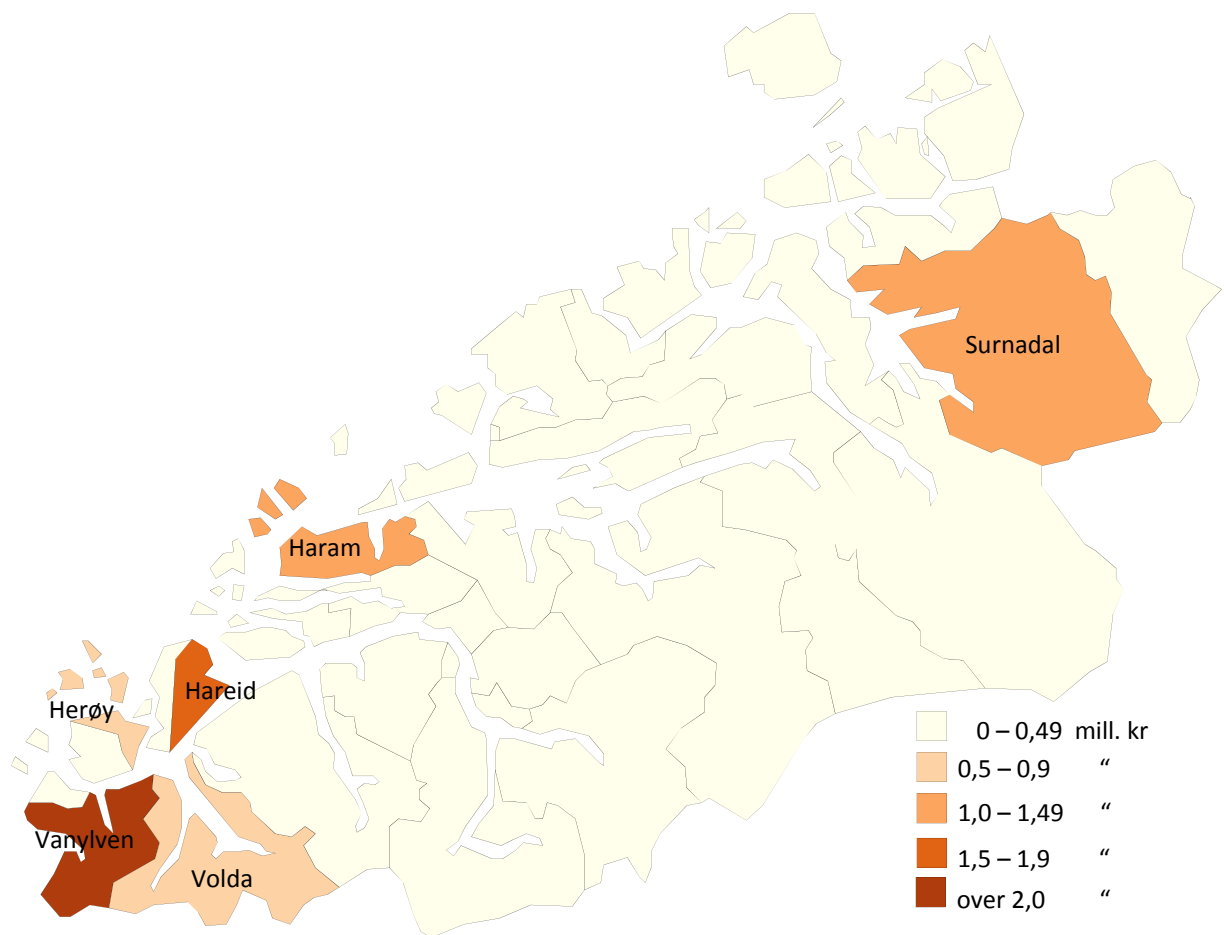 Surnadal
Haram
Hareid
Herøy
Vanylven
Volda
0 – 0,49 mill. kr
0,5 – 0,9 “
1,0 – 1,49 “
1,5 – 1,9 “
over 2,0 “